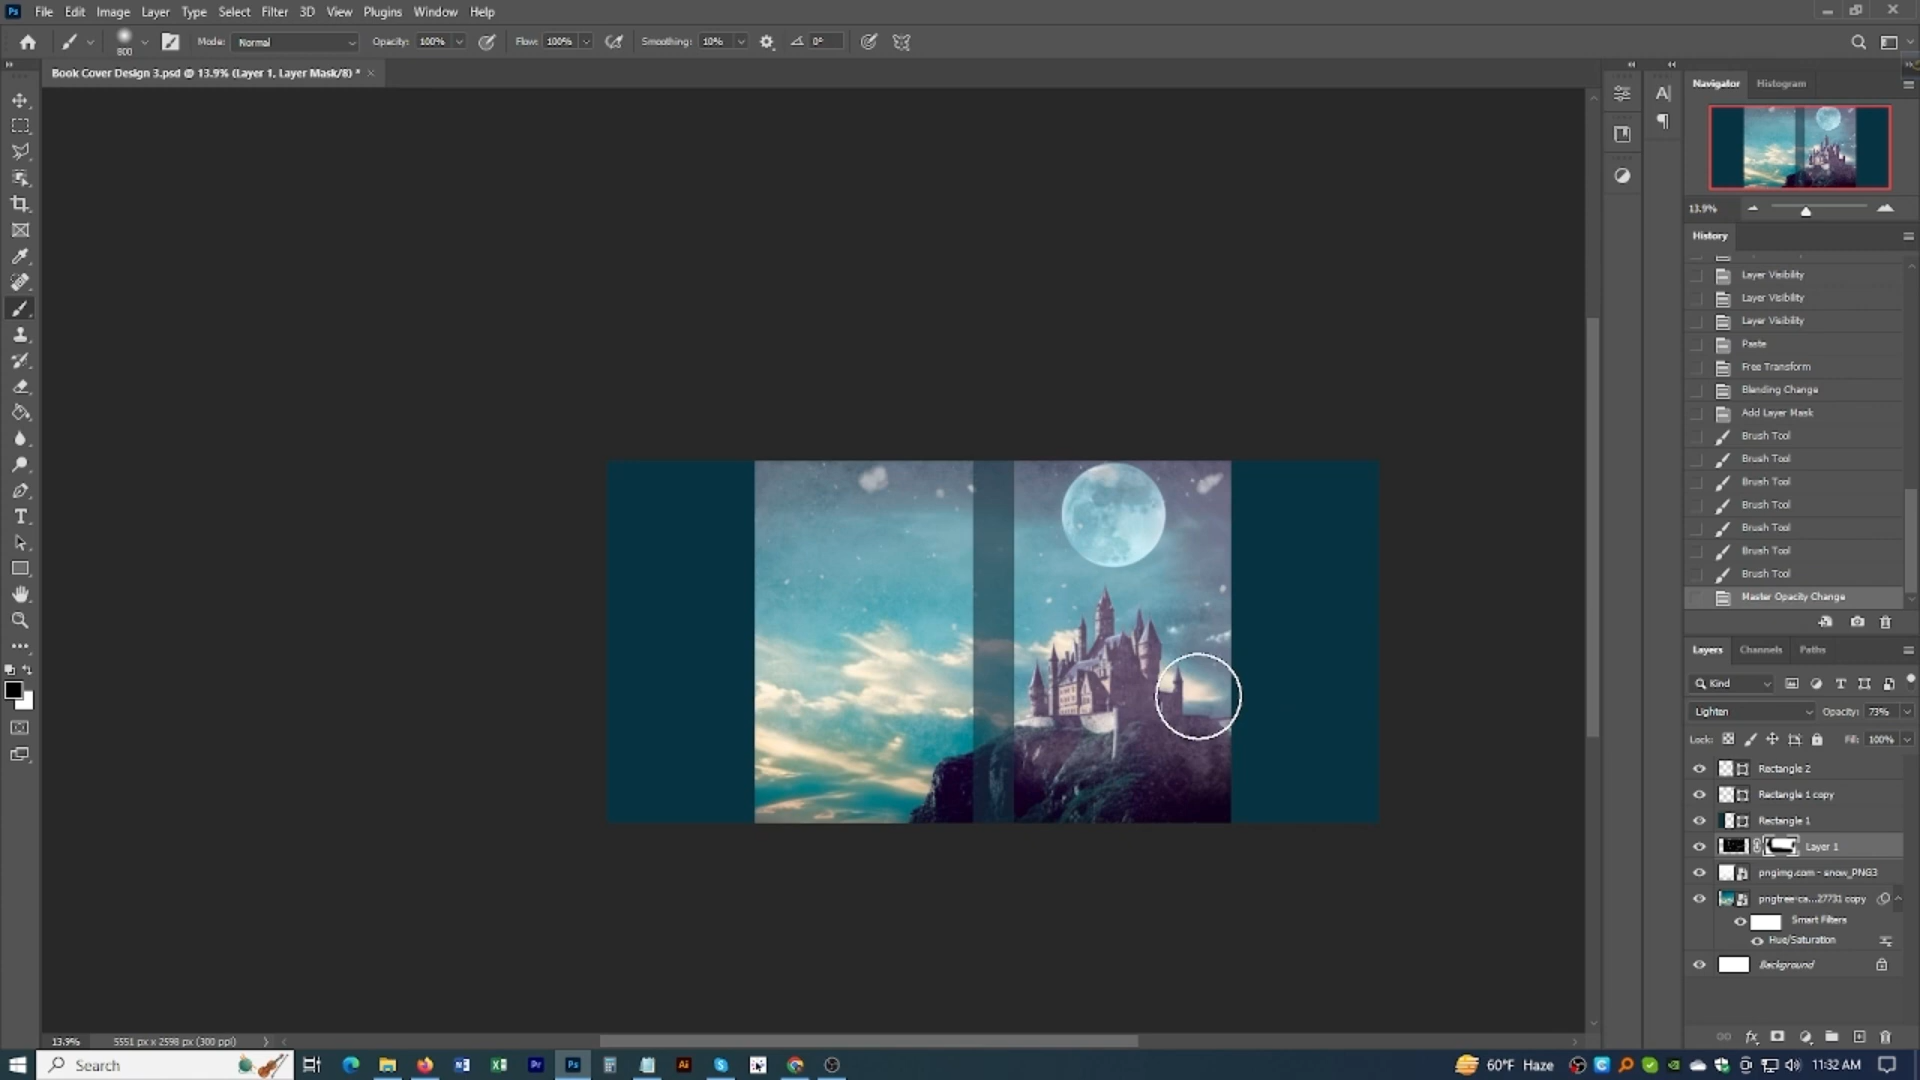 Ps File Edit Image Layer Type Select Filter 3D View Plugins Window Help
800 Mode: Normal Opacity: 100% Flow: 100% Smoothing: 10% 0°
Book Cover Design 3.psd @ 13.9% (Layer 1, Layer Mask/8) * ×
Navigator Histogram
13.9%
History
Layer Visibility
Layer Visibility
Layer Visibility
Paste
Free Transform
Blending Change
Add Layer Mask
Brush Tool
Brush Tool
Brush Tool
Brush Tool
Brush Tool
Brush Tool
Brush Tool
Master Opacity Change
Layers Channels Paths
Kind
Lighten Opacity: 73%
Lock: Fill: 100%
Rectangle 2
Rectangle 1 copy
Rectangle 1
Layer 1
pngimg.com - snow_PNG3
pngtree-ca...27731 copy
Smart Filters
Hue/Saturation
Background
13.9% 5551 px x 2598 px (300 ppi)
Search
60°F Haze 11:32 AM